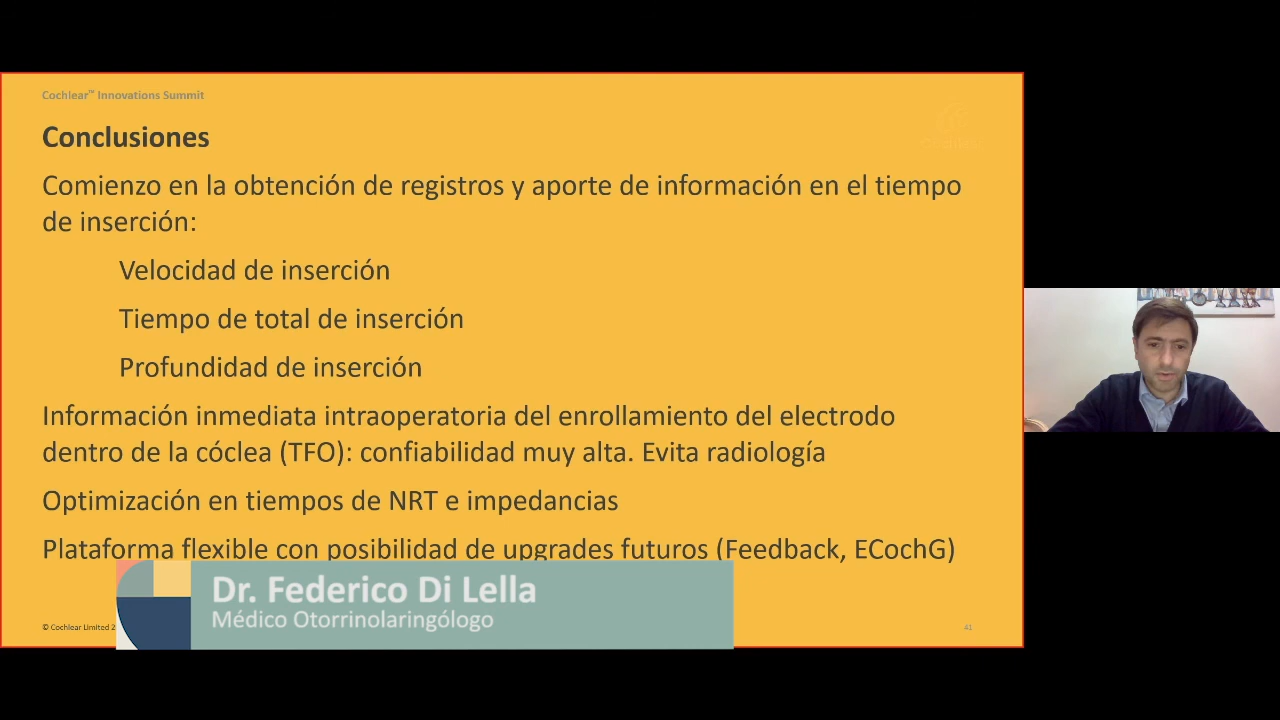 Cochlear™ Innovations Summit
Conclusiones
Comienzo en la obtención de registros y aporte de información en el tiempo
de inserción:
Velocidad de inserción
Tiempo de total de inserción
Profundidad de inserción
Información inmediata intraoperatoria del enrollamiento del electrodo
dentro de la cóclea (TFO): confiabilidad muy alta. Evita radiología
Optimización en tiempos de NRT e impedancias
Plataforma flexible con posibilidad de upgrades futuros (Feedback, ECochG)
Dr. Federico Di Lella
Médico Otorrinolaringólogo
© Cochlear Limited
41